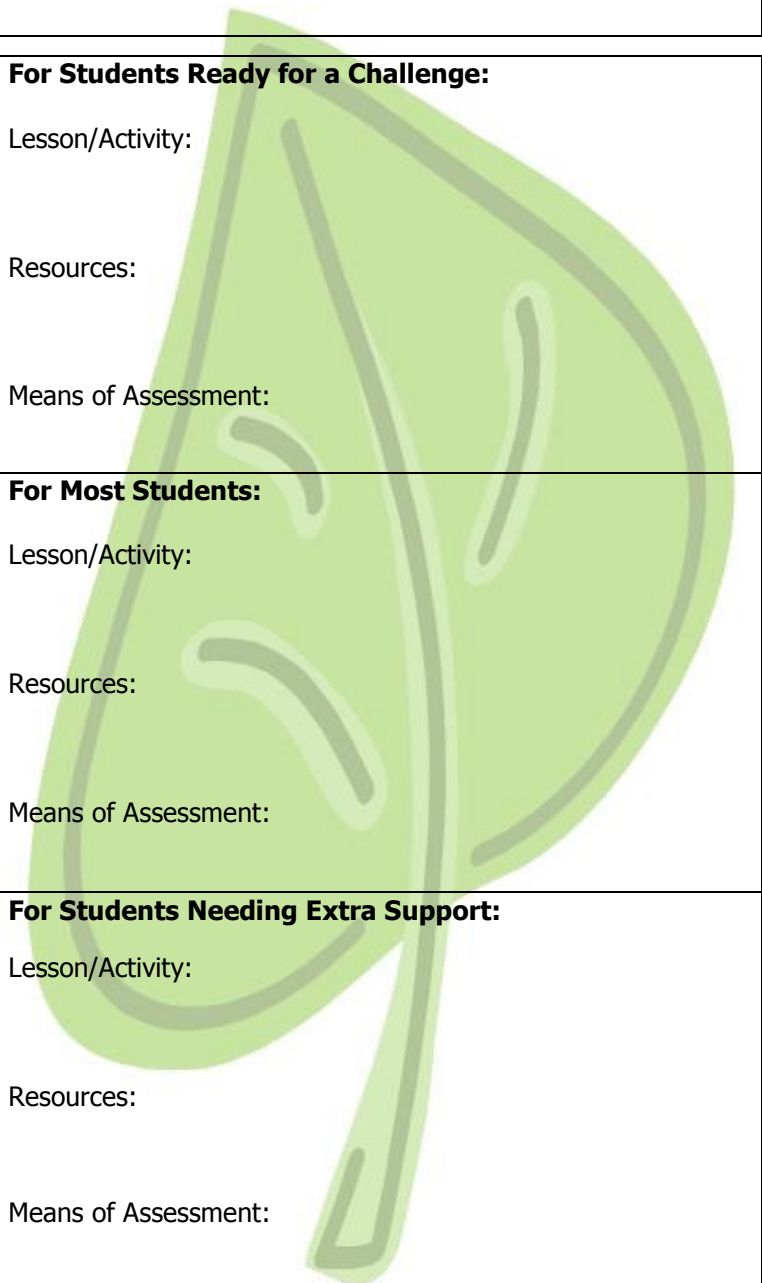 For Students Ready for a Challenge:
Lesson/Activity:
Resources:
Means of Assessment:
For Most Students:
Lesson/Activity:
Resources:
Means of Assessment:
For Students Needing Extra Support:
Lesson/Activity:
Resources:
Means of Assessment: